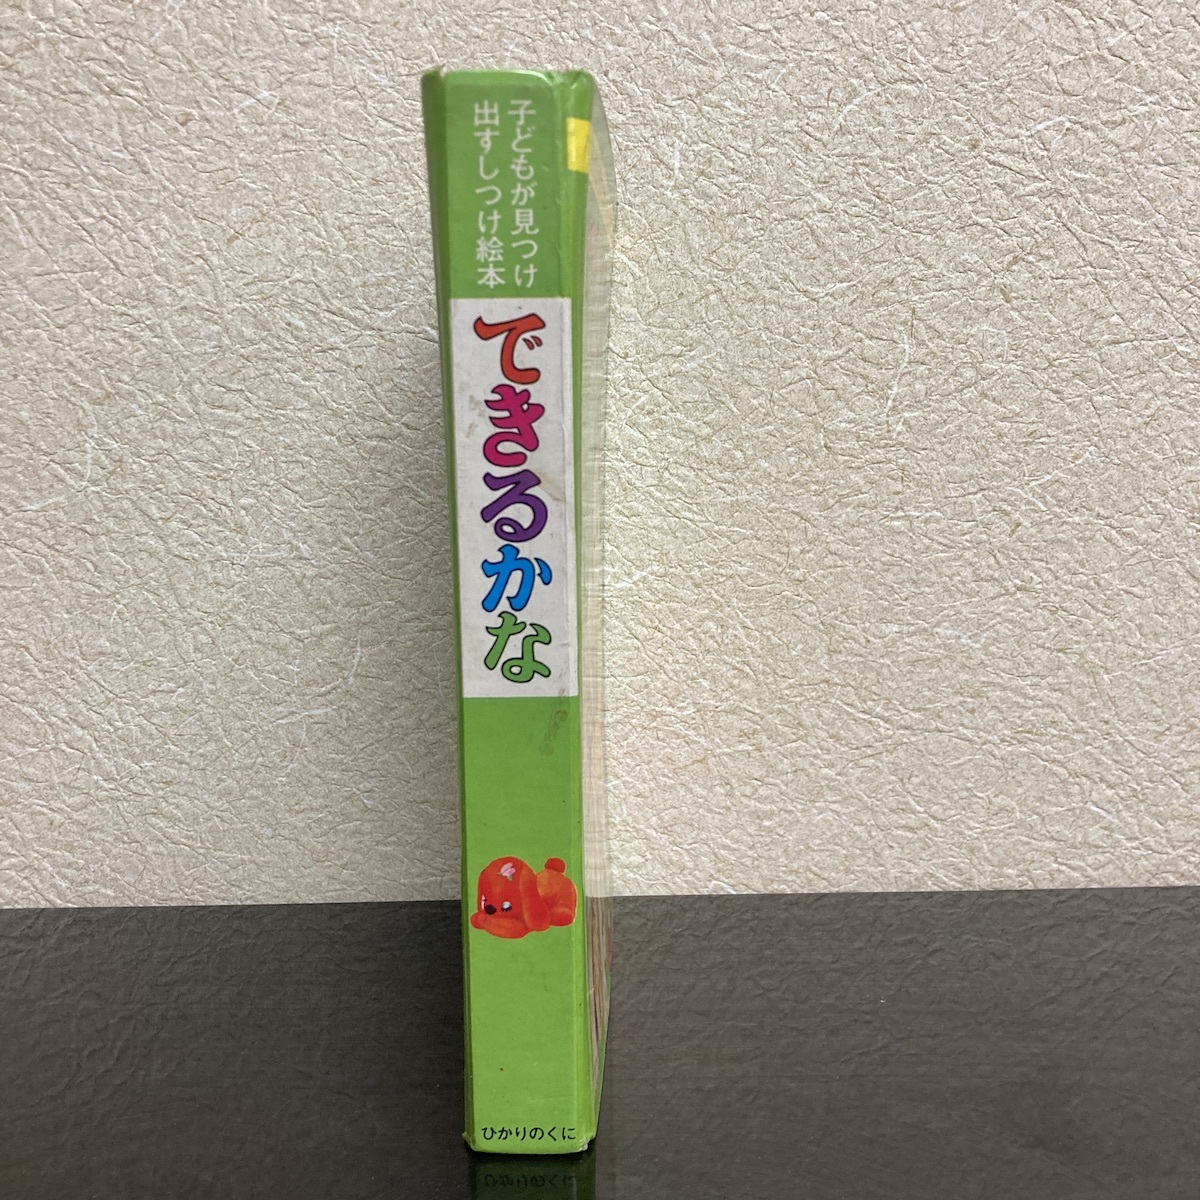 子どもが見つけ
出すしつけ絵本
できるかな
ひかりのくに